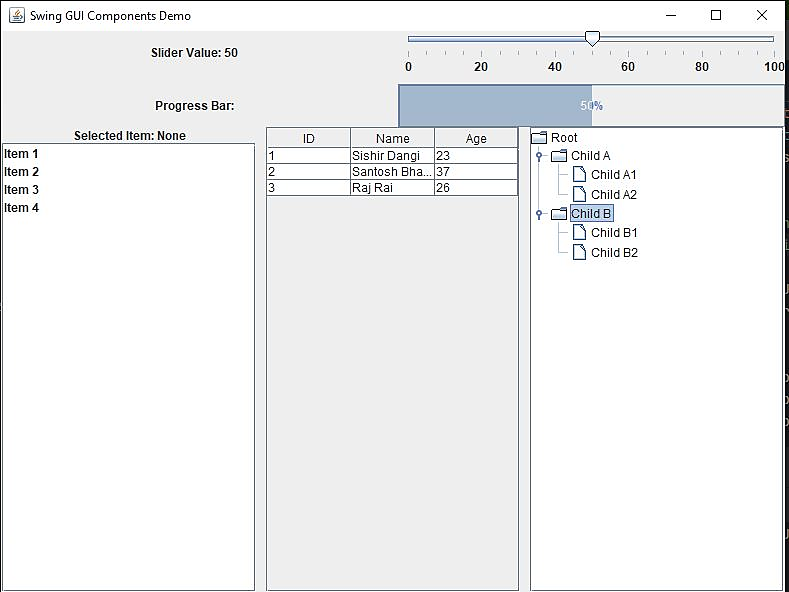 Swing GUI Components Demo
Slider Value: 50
0 20 40 60 80 100
Progress Bar:
50%
Selected Item: None
Item 1
Item 2
Item 3
Item 4
ID Name Age
1 Sishir Dangi 23
2 Santosh Bha... 37
3 Raj Rai 26
Root
Child A
Child A1
Child A2
Child B
Child B1
Child B2